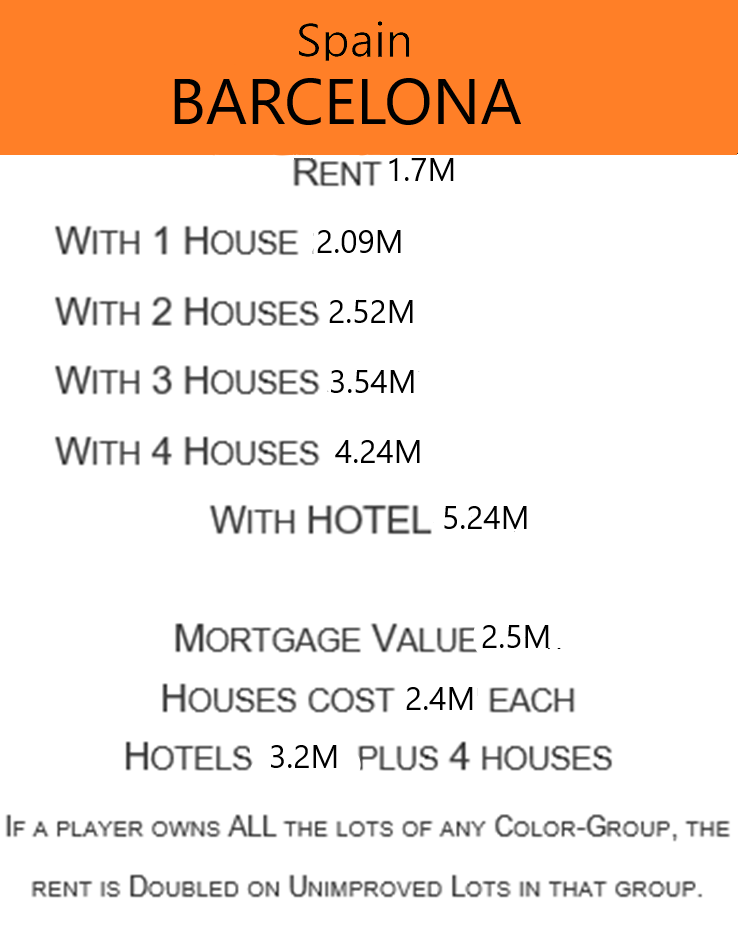 Spain
BARCELONA
RENT 1.7M
WITH 1 HOUSE 2.09M
WITH 2 HOUSES 2.52M
WITH 3 HOUSES 3.54M
WITH 4 HOUSES 4.24M
WITH HOTEL 5.24M
MORTGAGE VALUE 2.5M.
HOUSES COST 2.4M EACH
HOTELS 3.2M PLUS 4 HOUSES
IF A PLAYER OWNS ALL THE LOTS OF ANY COLOR-GROUP, THE
RENT IS DOUBLED ON UNIMPROVED LOTS IN THAT GROUP.